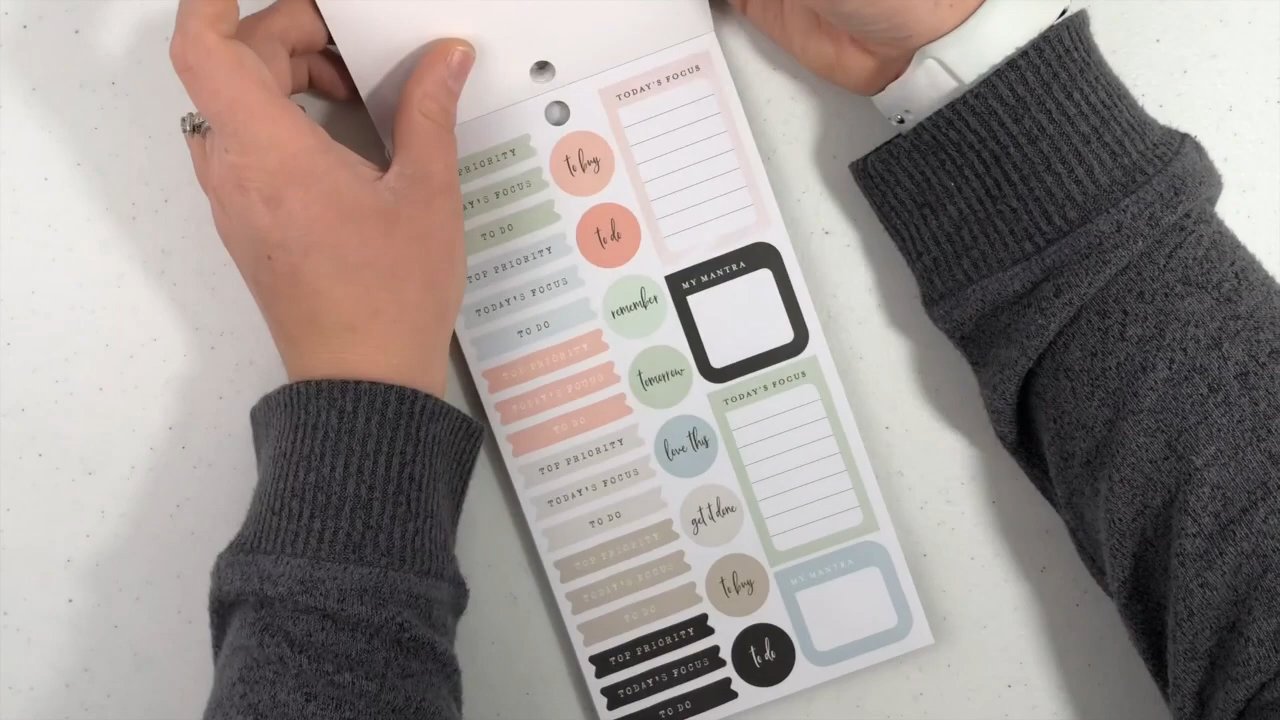 PRIORITY
AY'S FOCUS
TO DO
TOP PRIORITY
TODAY'S FOCUS
TO DO
TOP PRIORITY
TODAY'S FOCUS
TO DO
TOP PRIORITY
TODAY'S FOCUS
TO DO
TOP PRIORITY
TODAY'S FOCUS
TO DO
TOP PRIORITY
TODAY'S FOCUS
TO DO
to buy
to do
remember
tomorrow
love this
get it done
to buy
to do
TODAY'S FOCUS
MY MANTRA
TODAY'S FOCUS
MY MANTRA